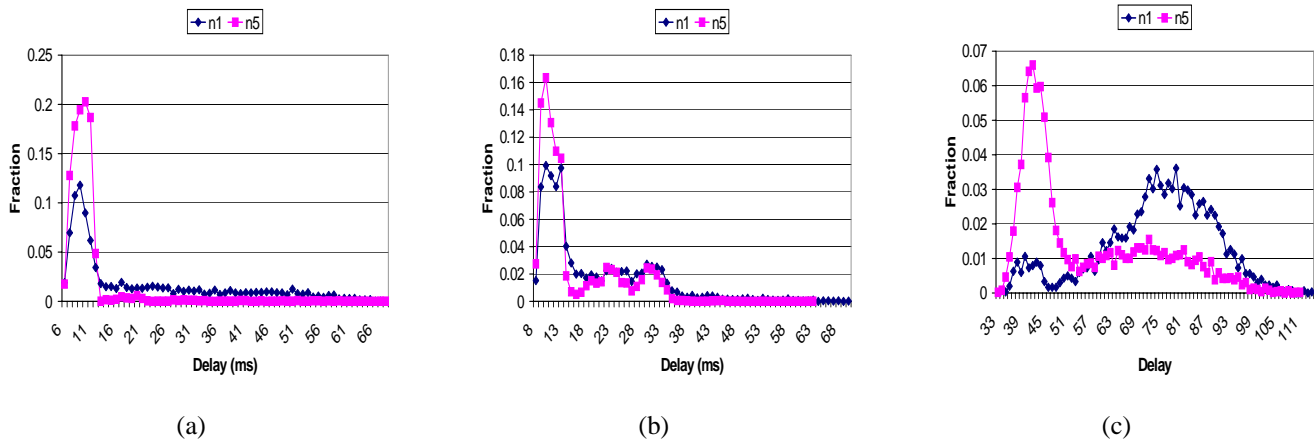 n1 n5
0.25
0.2
0.15
0.1
0.05
0
Fraction
6 11 16 21 26 31 36 41 46 51 56 61 66
Delay (ms)
(a)
n1 n5
0.18
0.16
0.14
0.12
0.1
0.08
0.06
0.04
0.02
0
Fraction
8 13 18 23 28 33 38 43 48 53 58 63 68
Delay (ms)
(b)
n1 n5
0.07
0.06
0.05
0.04
0.03
0.02
0.01
0
Fraction
33 39 45 51 57 63 69 75 81 87 93 99 105 111
Delay
(c)